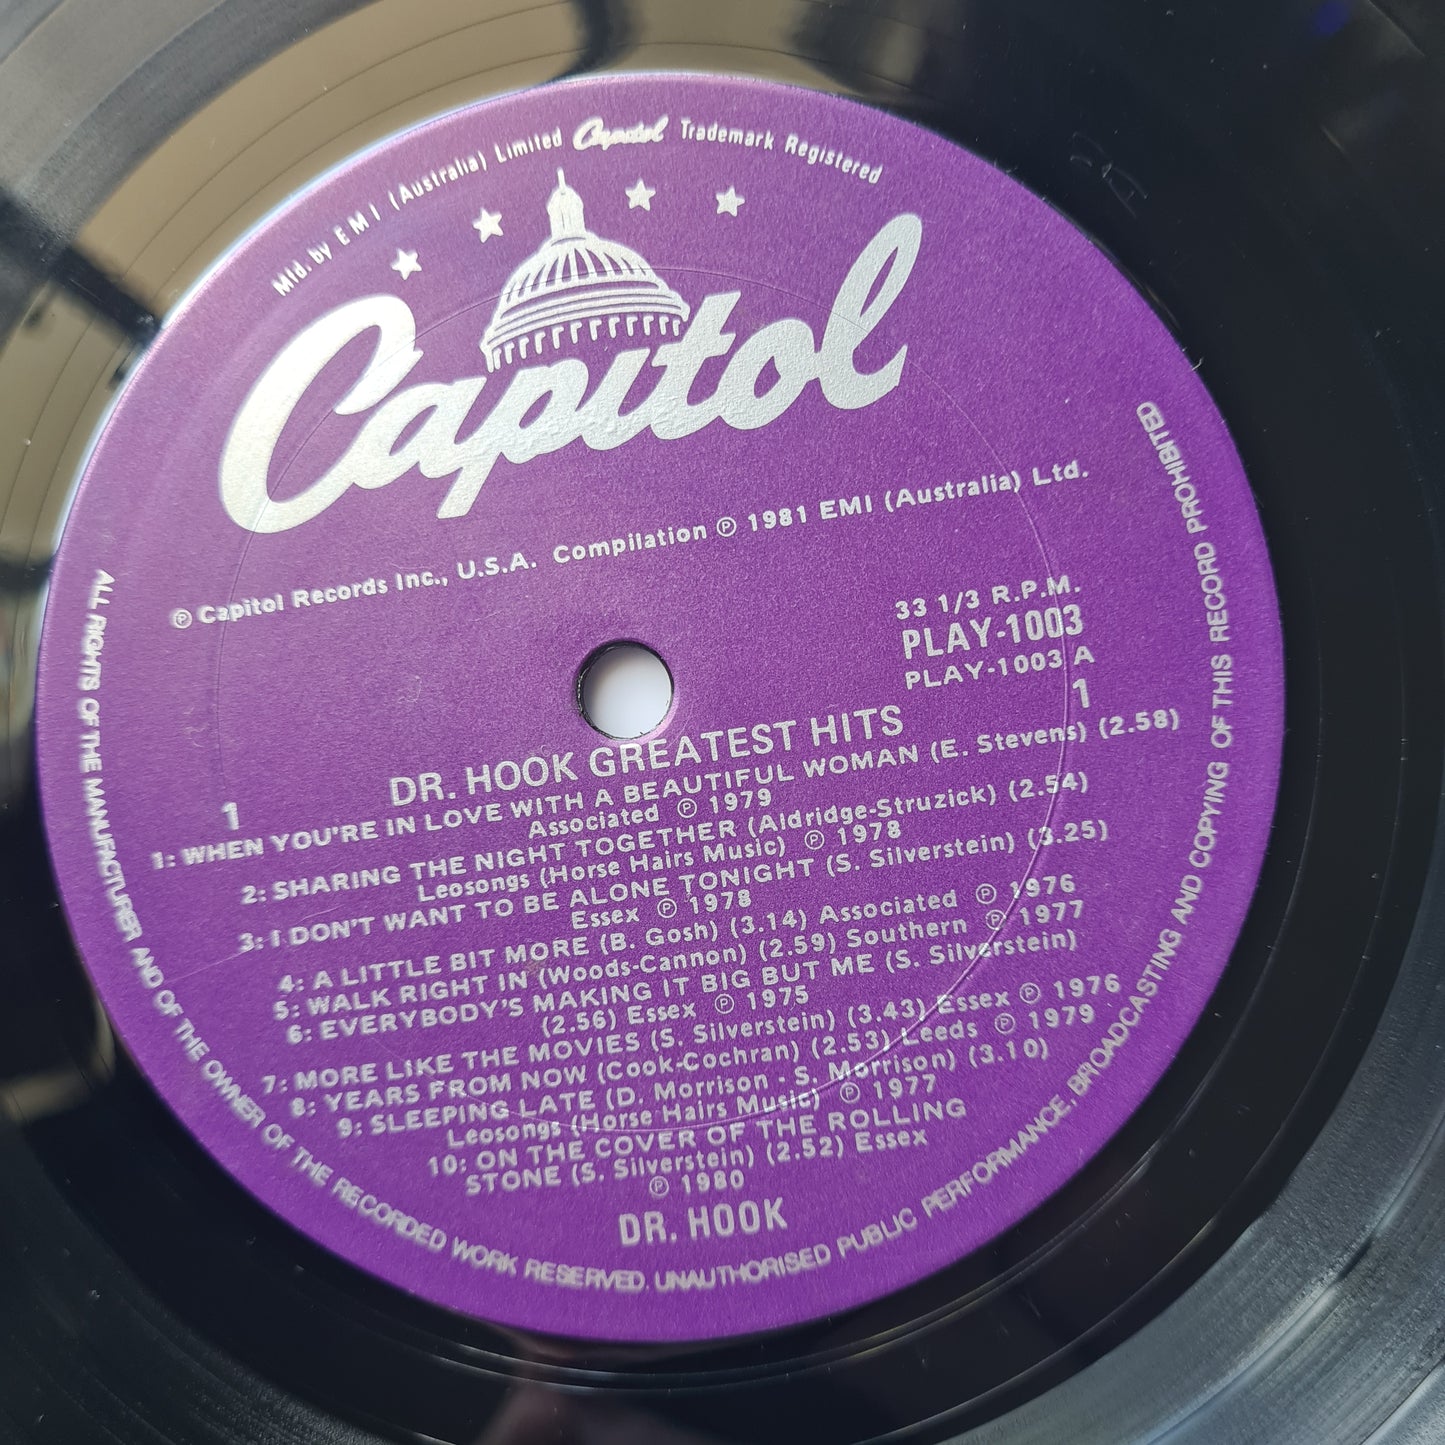 Mfd. by E M I (Australia) Limited Capitol Trademark Registered
Capitol
℗ Capitol Records Inc., U.S.A. Compilation ℗ 1981 EMI (Australia) Ltd.
33 1/3 R.P.M.
PLAY-1003
PLAY-1003 A
1
DR. HOOK GREATEST HITS
1
1: WHEN YOU'RE IN LOVE WITH A BEAUTIFUL WOMAN (E. Stevens) (2.58)
Associated ℗ 1979
2: SHARING THE NIGHT TOGETHER (Aldridge-Struzick) (2.54)
Leosongs (Horse Hairs Music) ℗ 1978
3: I DON'T WANT TO BE ALONE TONIGHT (S. Silverstein) (3.25)
Essex ℗ 1978
4: A LITTLE BIT MORE (B. Gosh) (3.14) Associated ℗ 1976
5: WALK RIGHT IN (Woods-Cannon) (2.59) Southern ℗ 1977
6: EVERYBODY'S MAKING IT BIG BUT ME (S. Silverstein)
(2.56) Essex ℗ 1975
7: MORE LIKE THE MOVIES (S. Silverstein) (3.43) Essex ℗ 1976
8: YEARS FROM NOW (Cook-Cochran) (2.53) Leeds ℗ 1979
9: SLEEPING LATE (D. Morrison - S. Morrison) (3.10)
Leosongs (Horse Hairs Music) ℗ 1977
10: ON THE COVER OF THE ROLLING
STONE (S. Silverstein) (2.52) Essex
℗ 1980
DR. HOOK
ALL RIGHTS OF THE MANUFACTURER AND OF THE OWNER OF THE RECORDED WORK RESERVED. UNAUTHORISED PUBLIC PERFORMANCE, BROADCASTING AND COPYING OF THIS RECORD PROHIBITED